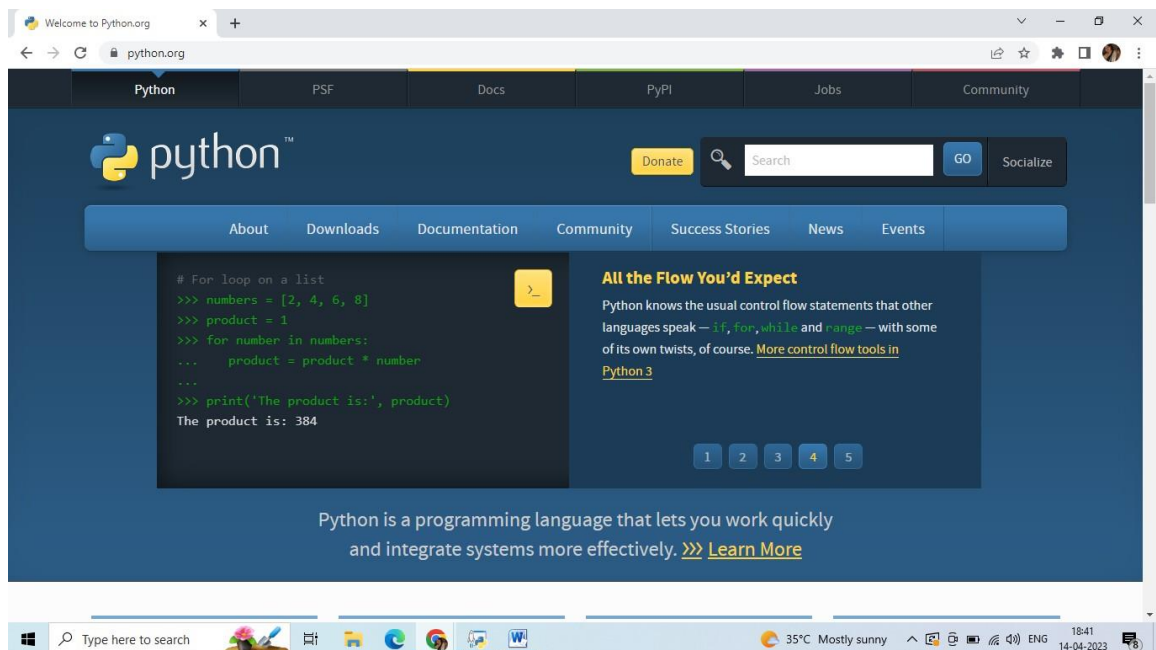 Welcome to Python.org
python.org
Python PSF Docs PyPI Jobs Community
python™
Donate Search GO Socialize
About Downloads Documentation Community Success Stories News Events
# For loop on a list
>>> numbers = [2, 4, 6, 8]
>>> product = 1
>>> for number in numbers:
...    product = product * number
...
>>> print('The product is:', product)
The product is: 384
>_
All the Flow You’d Expect
Python knows the usual control flow statements that other
languages speak — if, for, while and range — with some
of its own twists, of course. More control flow tools in
Python 3
1 2 3 4 5
Python is a programming language that lets you work quickly
and integrate systems more effectively. >>> Learn More
Type here to search
35°C Mostly sunny
ENG
18:41
14-04-2023
8